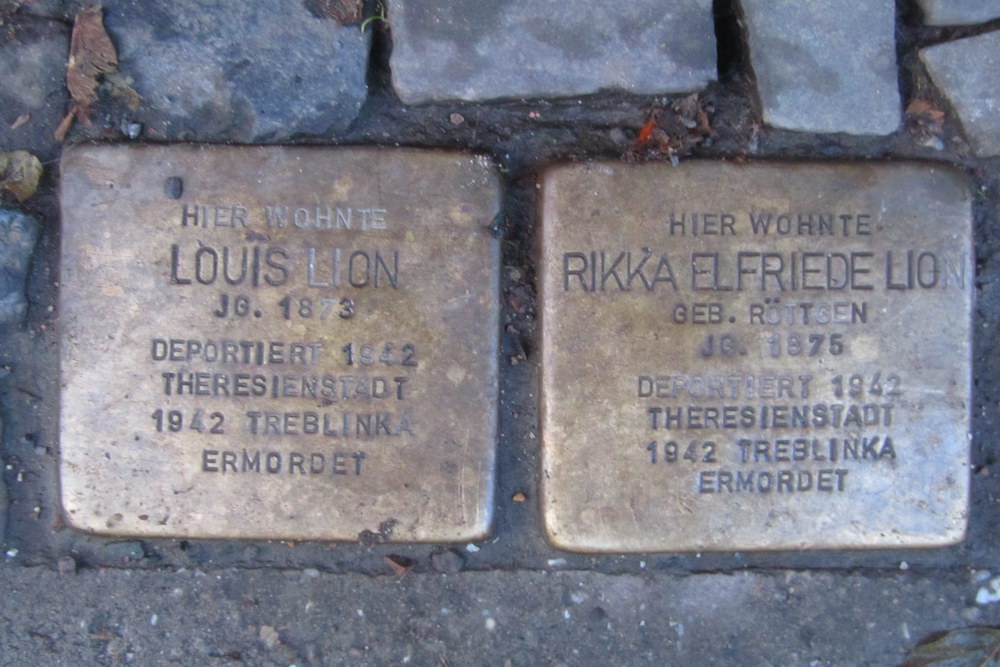 HIER WOHNTE
LOUIS LION
JG. 1873
DEPORTIERT 1942
THERESIENSTADT
1942 TREBLINKA
ERMORDET
HIER WOHNTE
RIKKA ELFRIEDE LION
GEB. RÖTTGEN
JG. 1875
DEPORTIERT 1942
THERESIENSTADT
1942 TREBLINKA
ERMORDET